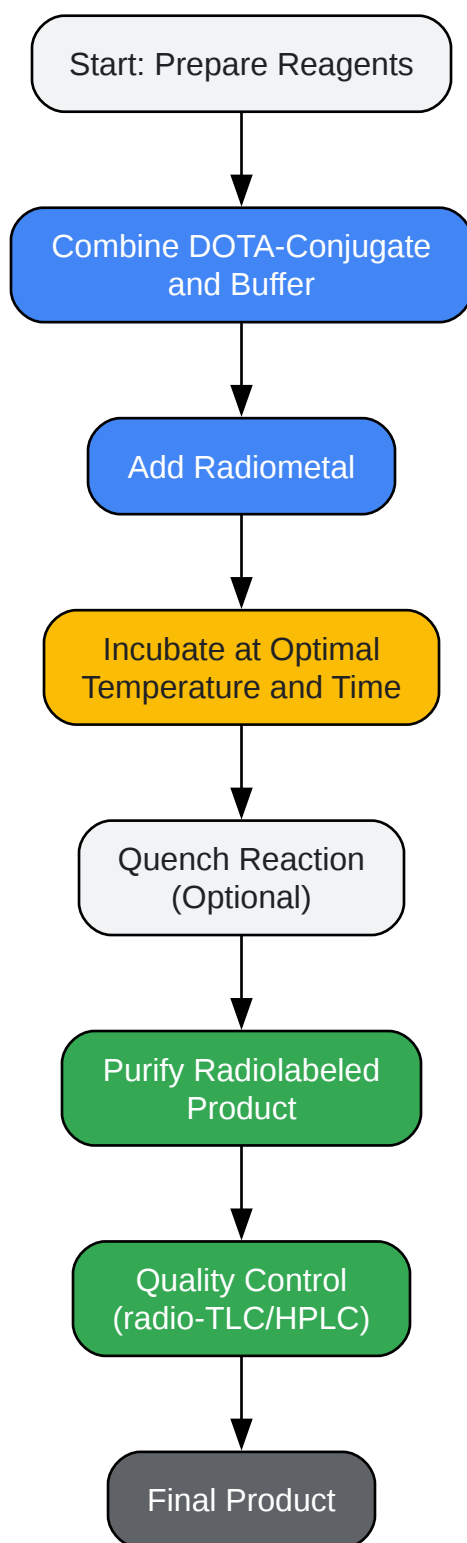 Start: Prepare Reagents
Combine DOTA-Conjugate
and Buffer
Add Radiometal
Incubate at Optimal
Temperature and Time
Quench Reaction
(Optional)
Purify Radiolabeled
Product
Quality Control
(radio-TLC/HPLC)
Final Product